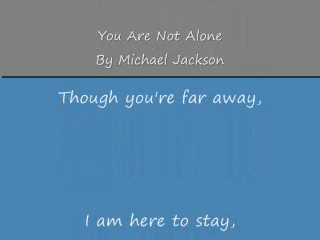 You Are Not Alone
By Michael Jackson
Though you're far away,
I am here to stay,